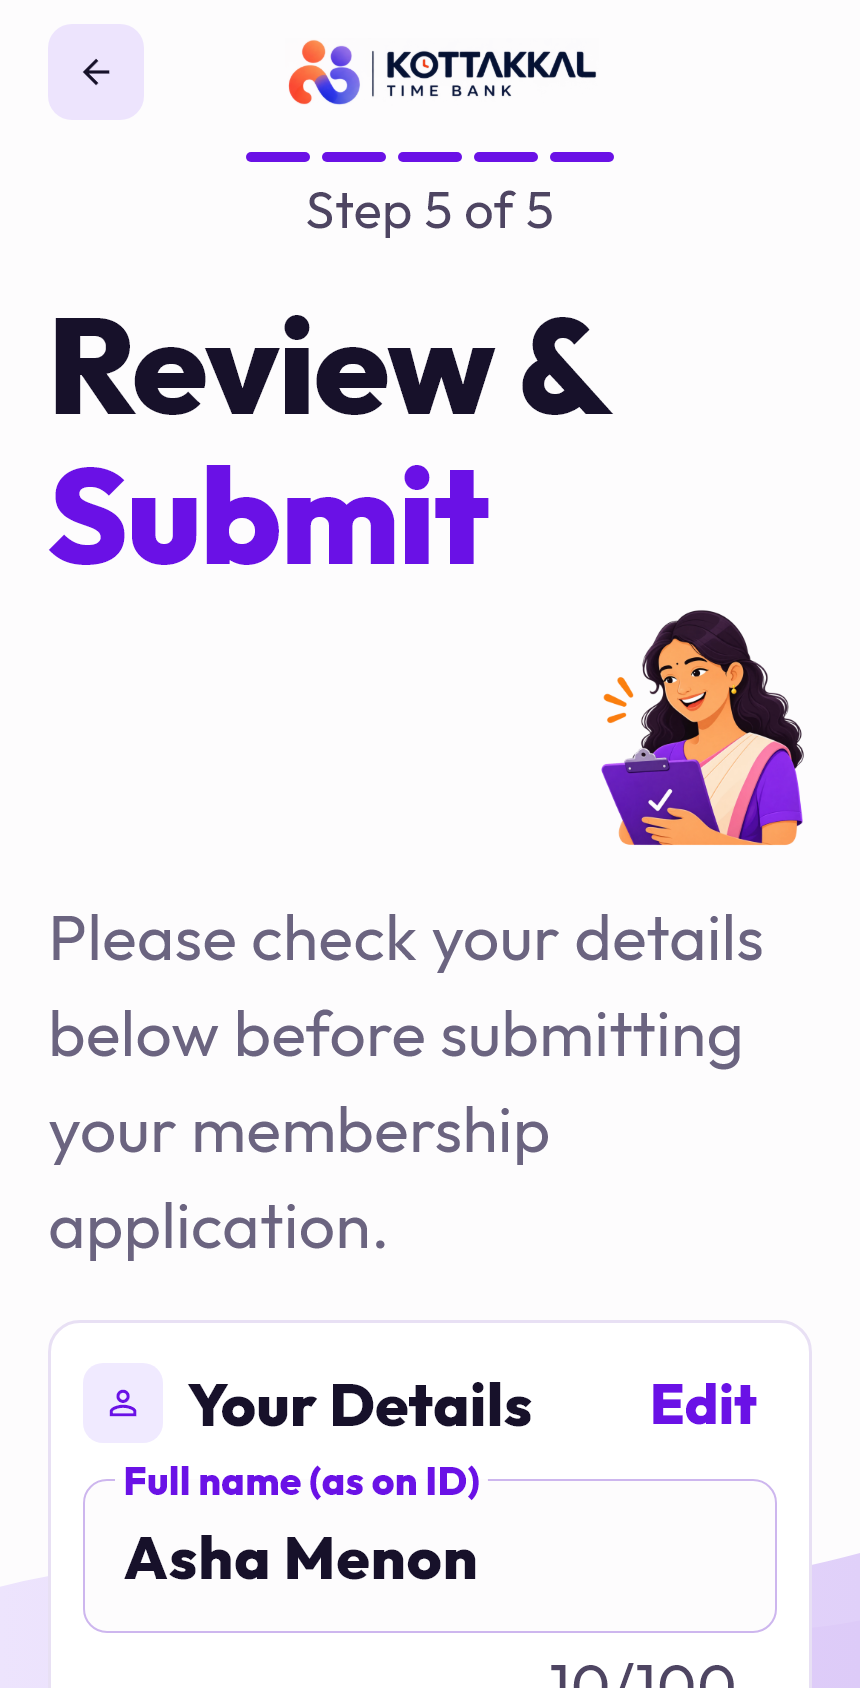 KOTTAKKAL
TIME BANK
Step 5 of 5
Review &
Submit
Please check your details
below before submitting
your membership
application.
Your Details
Edit
Full name (as on ID)
Asha Menon
10/100